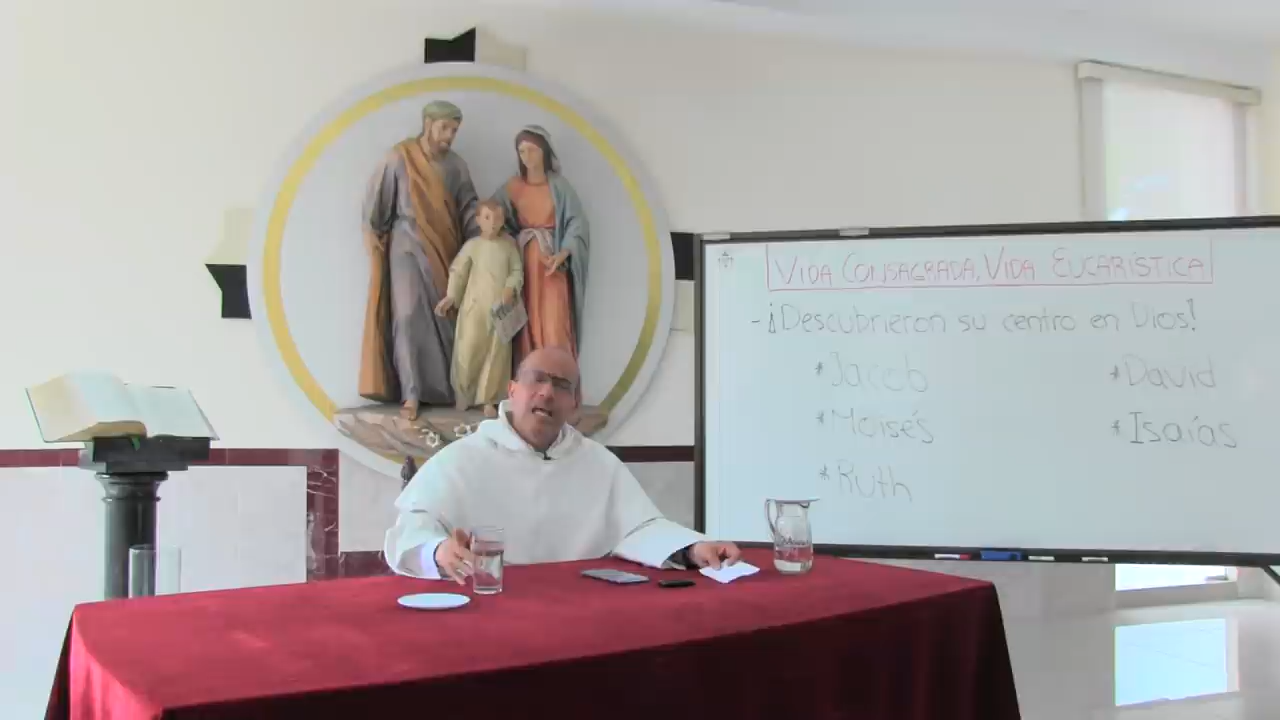 VIDA CONSAGRADA, VIDA EUCARÍSTICA
- ¡Descubrieron su centro en Dios!
* Jacob
* Moisés
* Ruth
* David
* Isaías